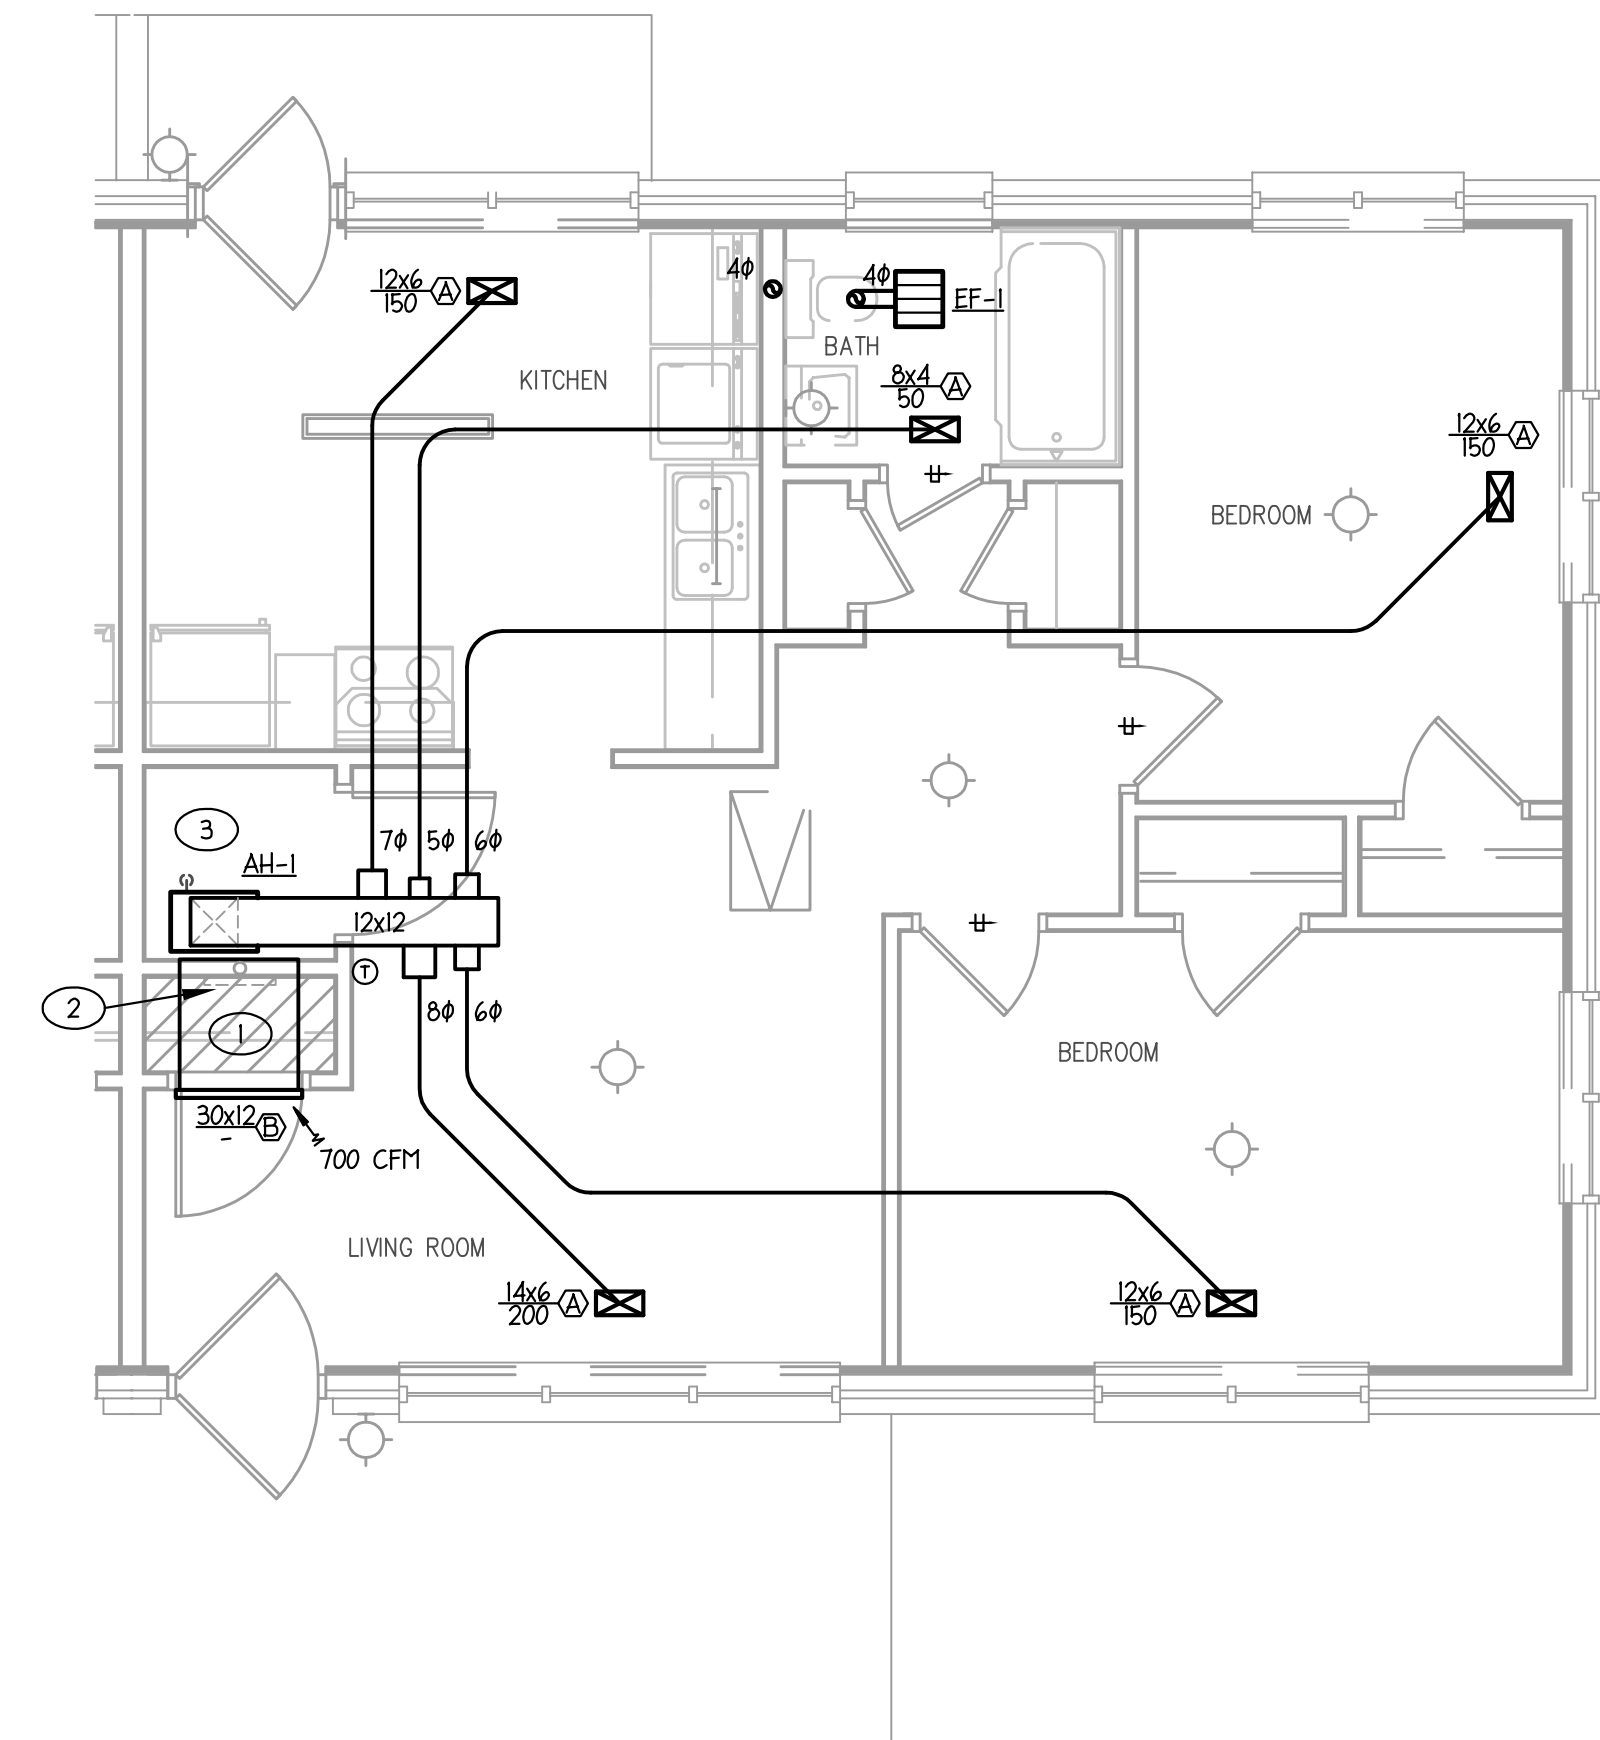 12x6
150 A
4ϕ
4ϕ
EF-1
BATH
KITCHEN
8x4
50 A
12x6
150 A
BEDROOM
3
7ϕ 5ϕ 6ϕ
AH-1
12x12
T
2
1
8ϕ 6ϕ
BEDROOM
30x12
- B
700 CFM
LIVING ROOM
14x6
200 A
12x6
150 A